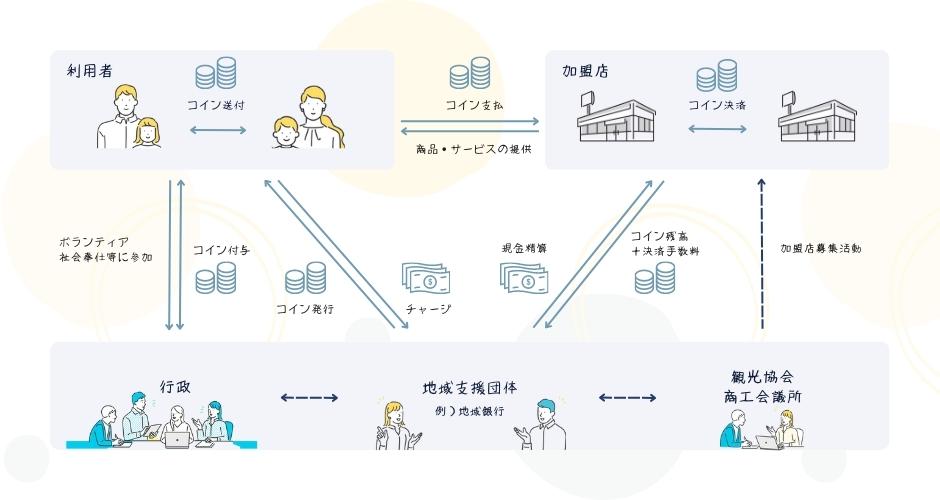 利用者
コイン送付
コイン支払
商品・サービスの提供
加盟店
コイン決済
ボランティア
社会奉仕等に参加
コイン付与
コイン発行
チャージ
現金精算
コイン残高
+決済手数料
加盟店募集活動
行政
地域支援団体
例)地域銀行
観光協会
商工会議所